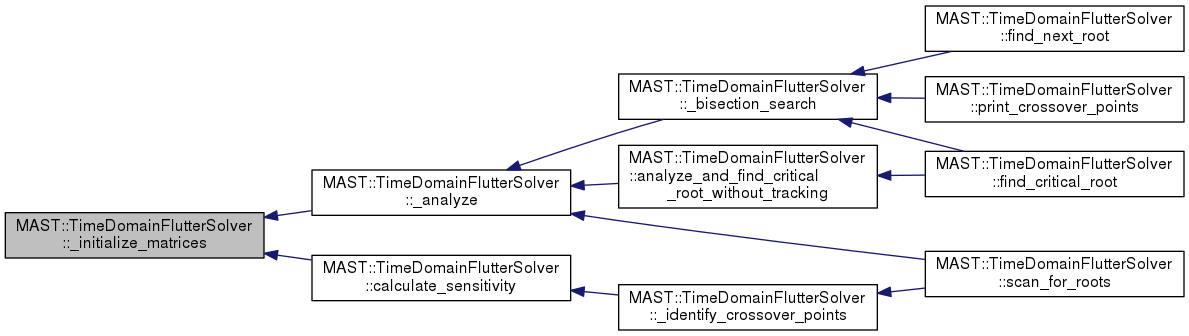 MAST::TimeDomainFlutterSolver
::find_next_root
MAST::TimeDomainFlutterSolver
::_bisection_search
MAST::TimeDomainFlutterSolver
::print_crossover_points
MAST::TimeDomainFlutterSolver
::analyze_and_find_critical
_root_without_tracking
MAST::TimeDomainFlutterSolver
::find_critical_root
MAST::TimeDomainFlutterSolver
::_analyze
MAST::TimeDomainFlutterSolver
::_initialize_matrices
MAST::TimeDomainFlutterSolver
::calculate_sensitivity
MAST::TimeDomainFlutterSolver
::scan_for_roots
MAST::TimeDomainFlutterSolver
::_identify_crossover_points